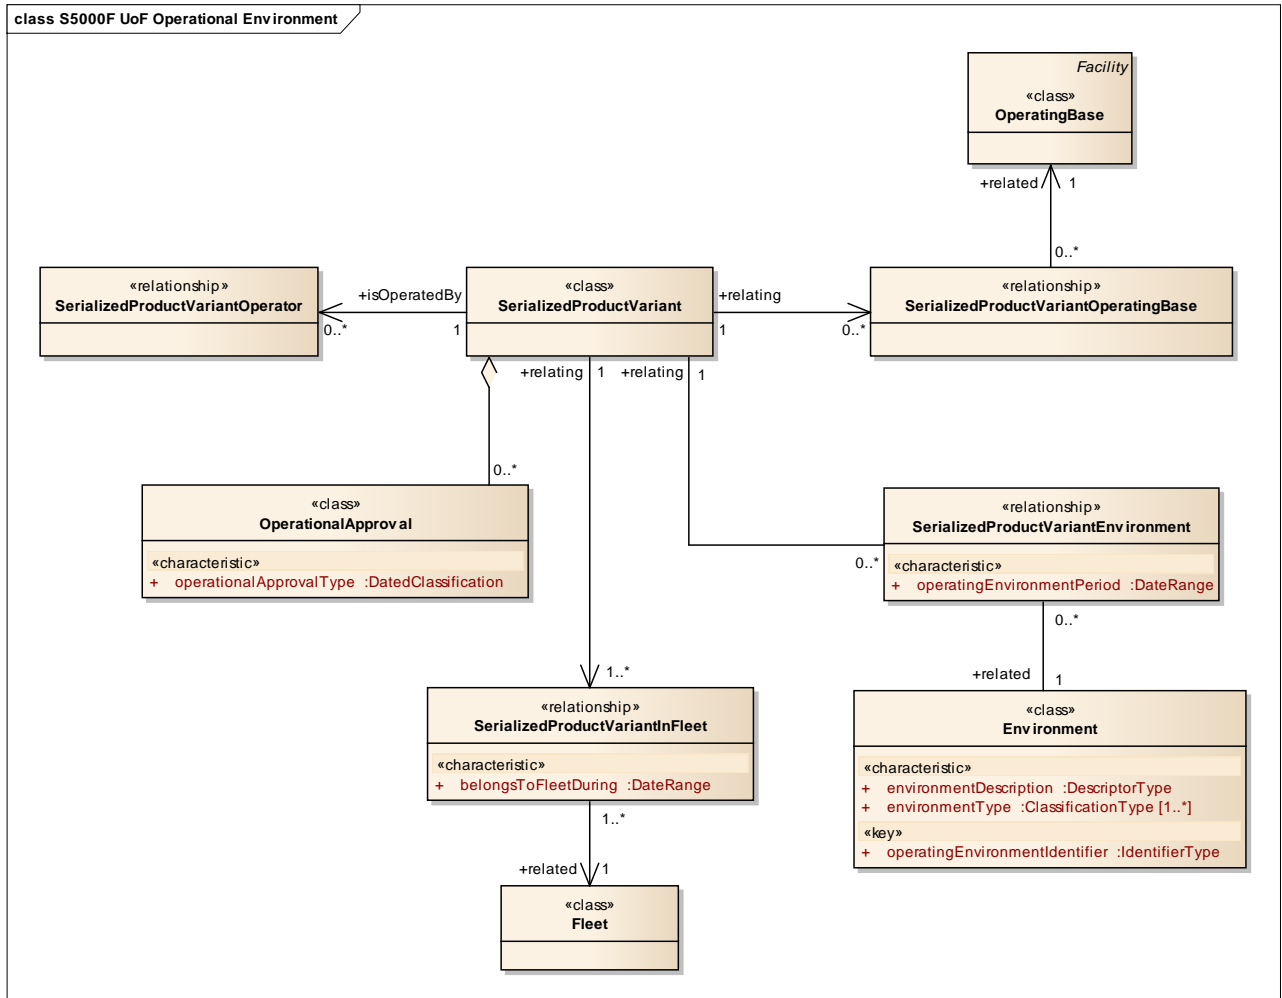 class S5000F UoF Operational Environment
Facility
«class»
OperatingBase
+related
1
0..*
«relationship»
SerializedProductVariantOperator
+isOperatedBy
0..*
1
«class»
SerializedProductVariant
+relating
1
0..*
«relationship»
SerializedProductVariantOperatingBase
+relating
1
+relating
1
0..*
«class»
OperationalApproval
«characteristic»
+ operationalApprovalType :DatedClassification
«relationship»
SerializedProductVariantEnvironment
«characteristic»
+ operatingEnvironmentPeriod :DateRange
0..*
0..*
+related
1
1..*
«relationship»
SerializedProductVariantInFleet
«characteristic»
+ belongsToFleetDuring :DateRange
1..*
+related
1
«class»
Environment
«characteristic»
+ environmentDescription :DescriptorType
+ environmentType :ClassificationType [1..*]
«key»
+ operatingEnvironmentIdentifier :IdentifierType
«class»
Fleet